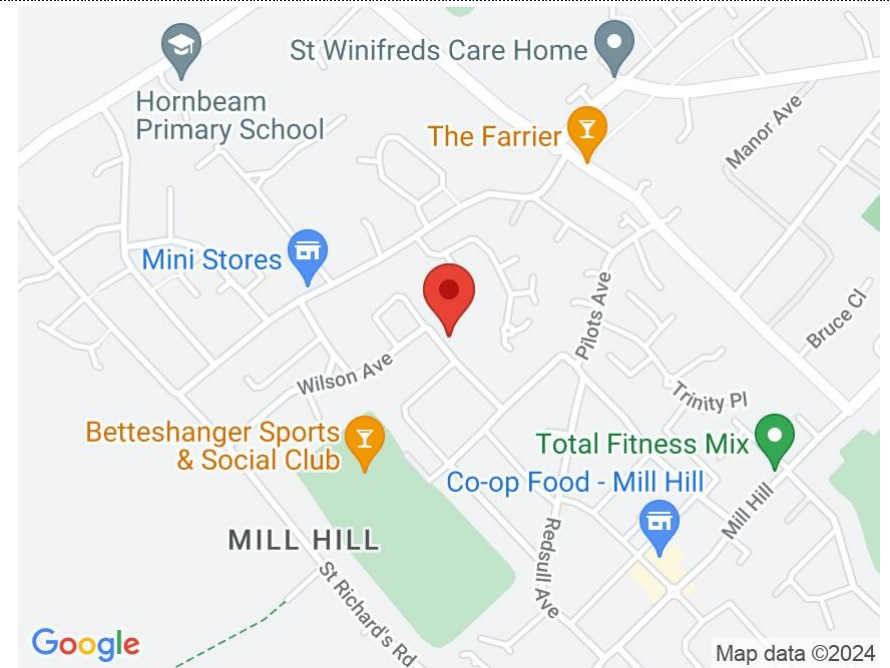 St Winifreds Care Home
Hornbeam
Primary School
The Farrier
Manor Ave
Mini Stores
Pilots Ave
Bruce Cl
Wilson Ave
Trinity Pl
Betteshanger Sports
& Social Club
Total Fitness Mix
Co-op Food - Mill Hill
Mill Hill
MILL HILL
Redsull Ave
St Richard's Rd
Google
Map data ©2024